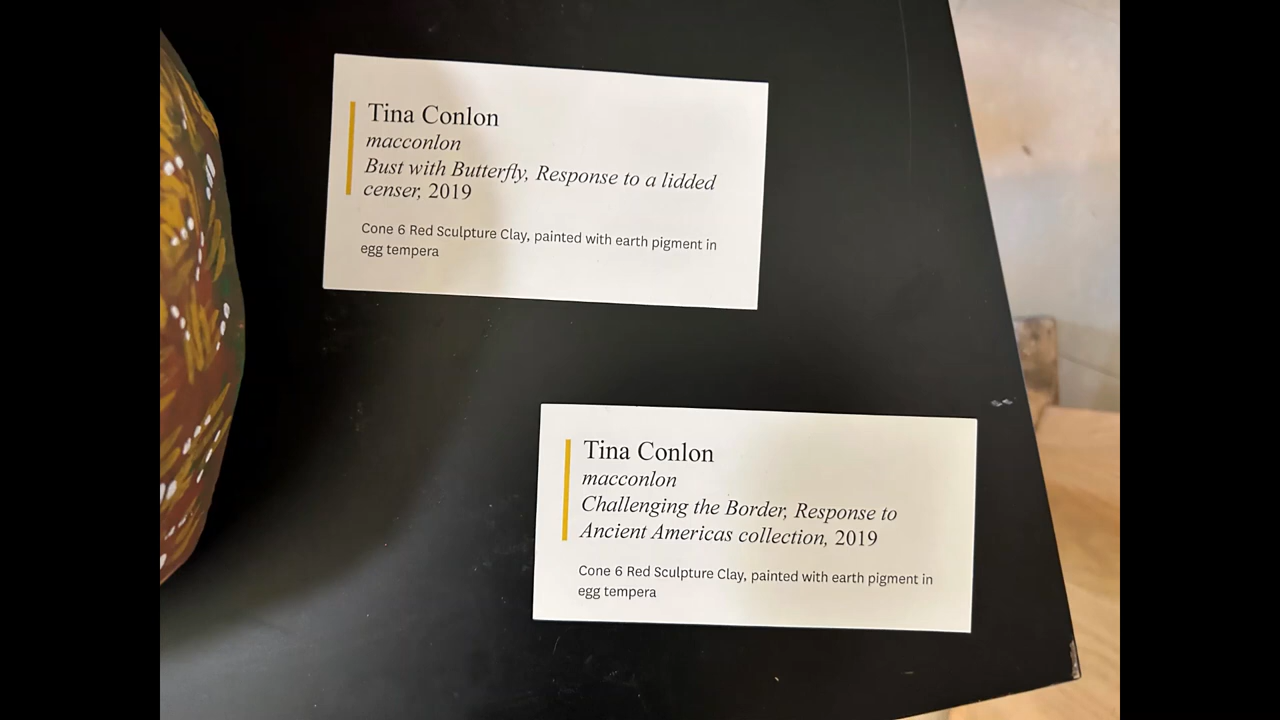 Tina Conlon
macconlon
Bust with Butterfly, Response to a lidded
censer, 2019
Cone 6 Red Sculpture Clay, painted with earth pigment in
egg tempera
Tina Conlon
macconlon
Challenging the Border, Response to
Ancient Americas collection, 2019
Cone 6 Red Sculpture Clay, painted with earth pigment in
egg tempera